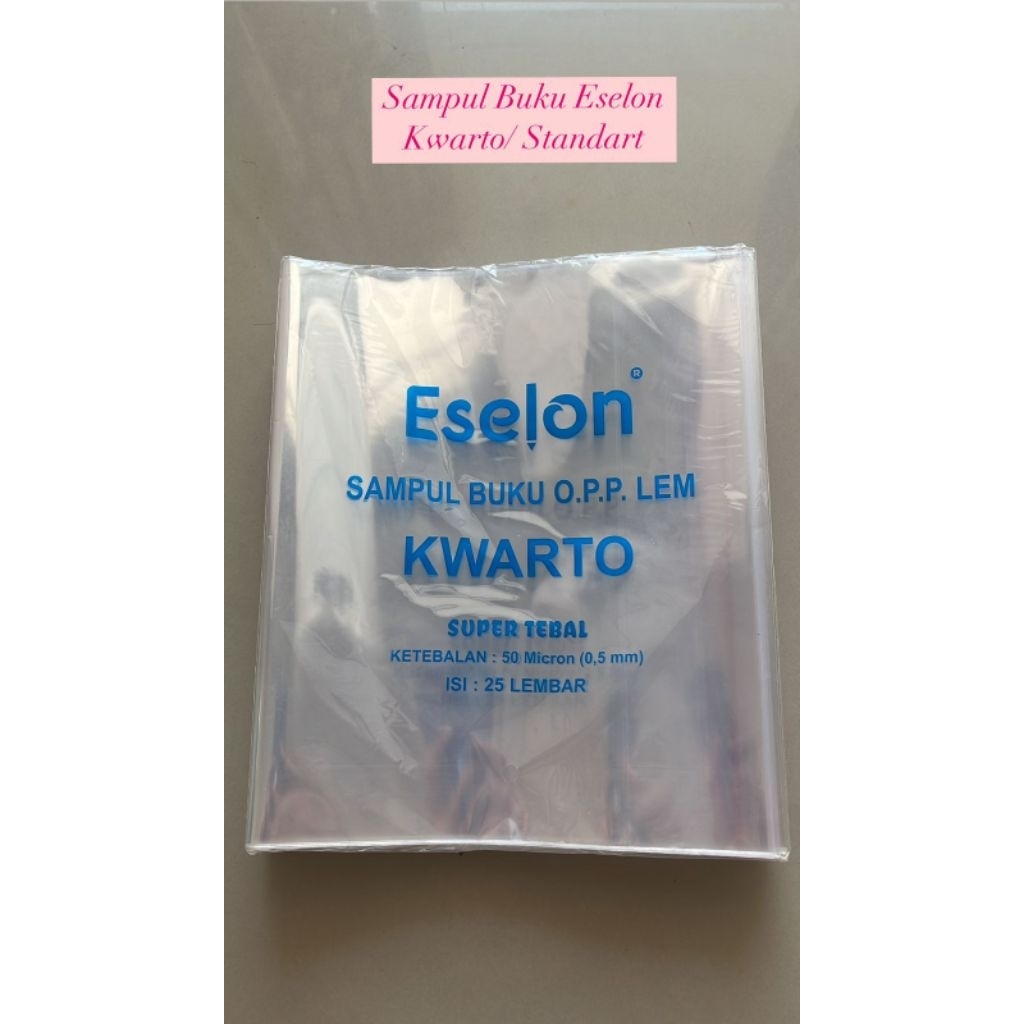 Sampul Buku Eselon
Kwarto/ Standart
Eselon®
SAMPUL BUKU O.P.P. LEM
KWARTO
SUPER TEBAL
KETEBALAN : 50 Micron (0,5 mm)
ISI : 25 LEMBAR